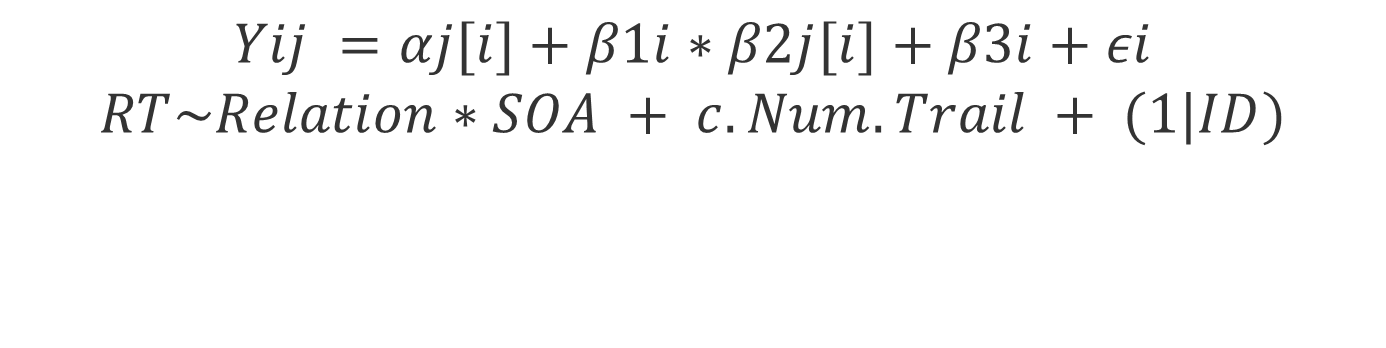 Yij = αj[i] + β1i * β2j[i] + β3i + ϵi
RT~Relation * SOA + c.Num.Trail + (1|ID)